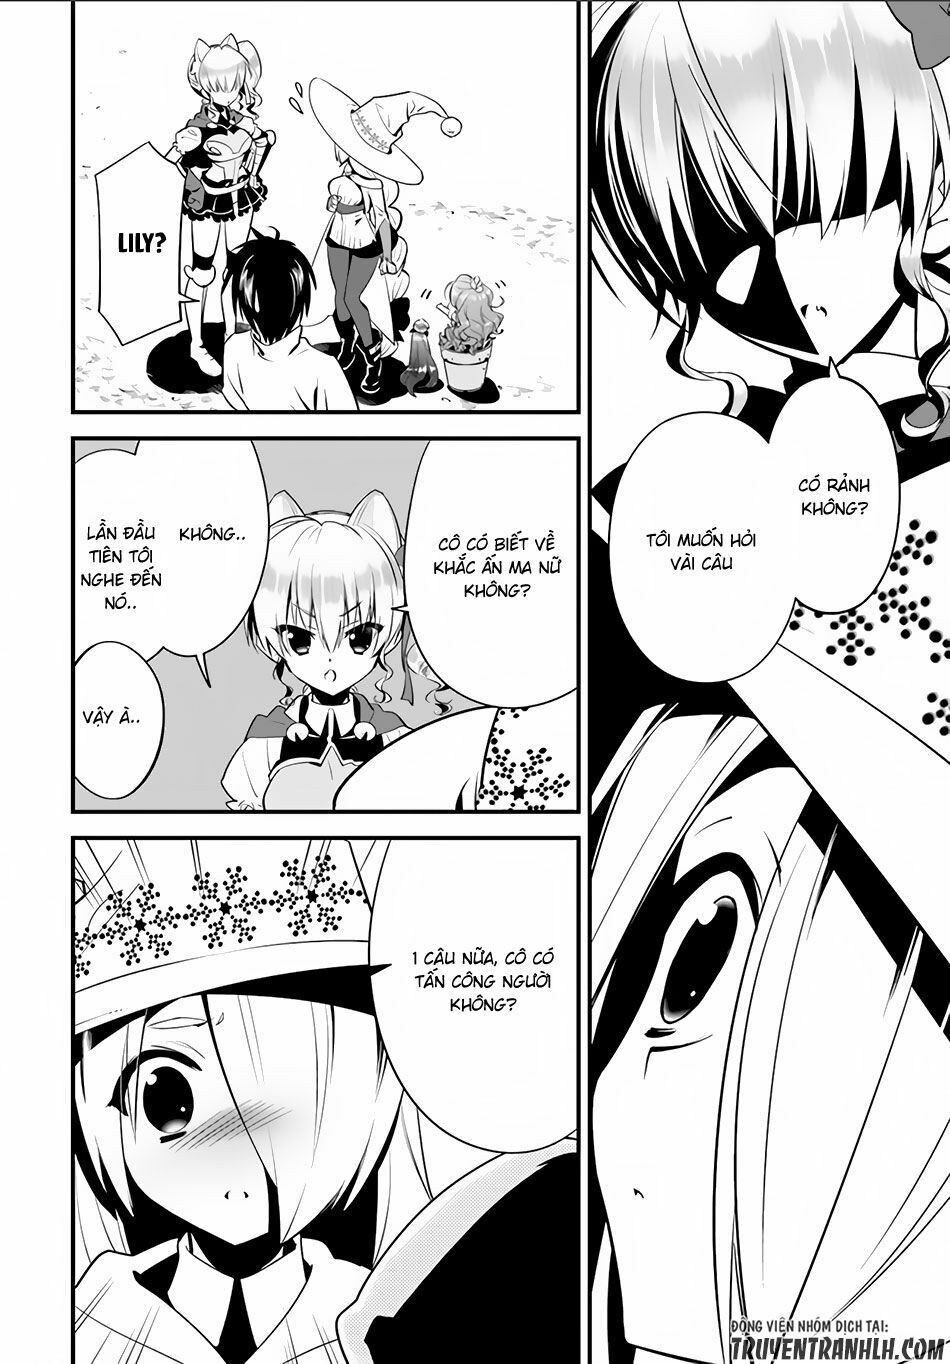 CÓ RẢNH
KHÔNG?
TÔI MUỐN HỎI
VÀI CÂU
LILY?
CÔ CÓ BIẾT VỀ
KHẮC ẤN MA NỮ
KHÔNG?
KHÔNG..
LẦN ĐẦU
TIÊN TÔI
NGHE ĐẾN
NÓ..
VẬY À..
1 CÂU NỮA, CÔ CÓ
TẤN CÔNG NGƯỜI
KHÔNG?
ĐỘNG VIÊN NHÓM DỊCH TẠI:
TRUYENTRANHLH.COM